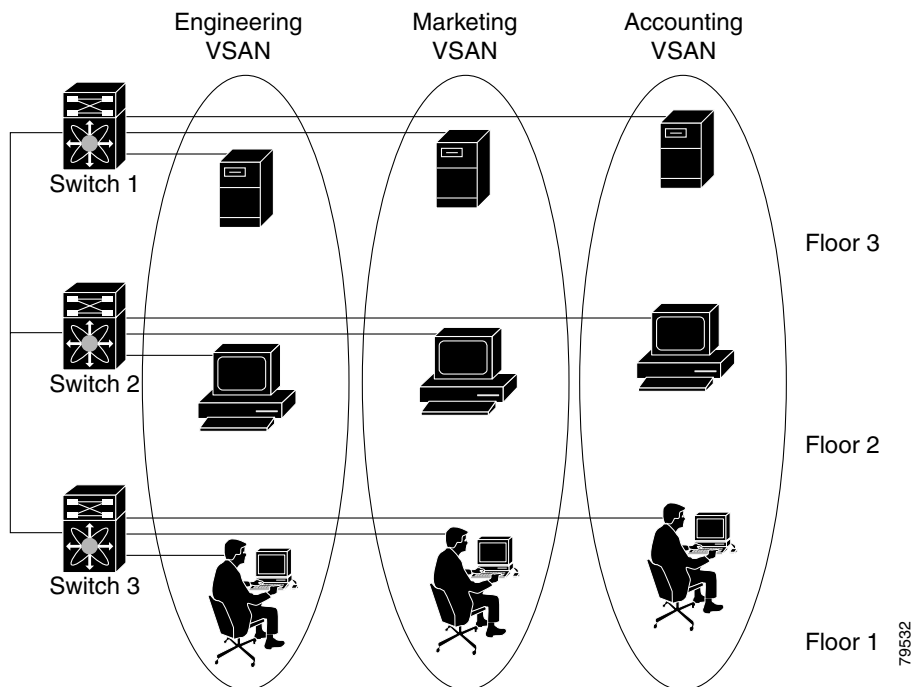 Engineering
VSAN
Marketing
VSAN
Accounting
VSAN
Switch 1
Floor 3
Switch 2
Floor 2
Switch 3
Floor 1
79532